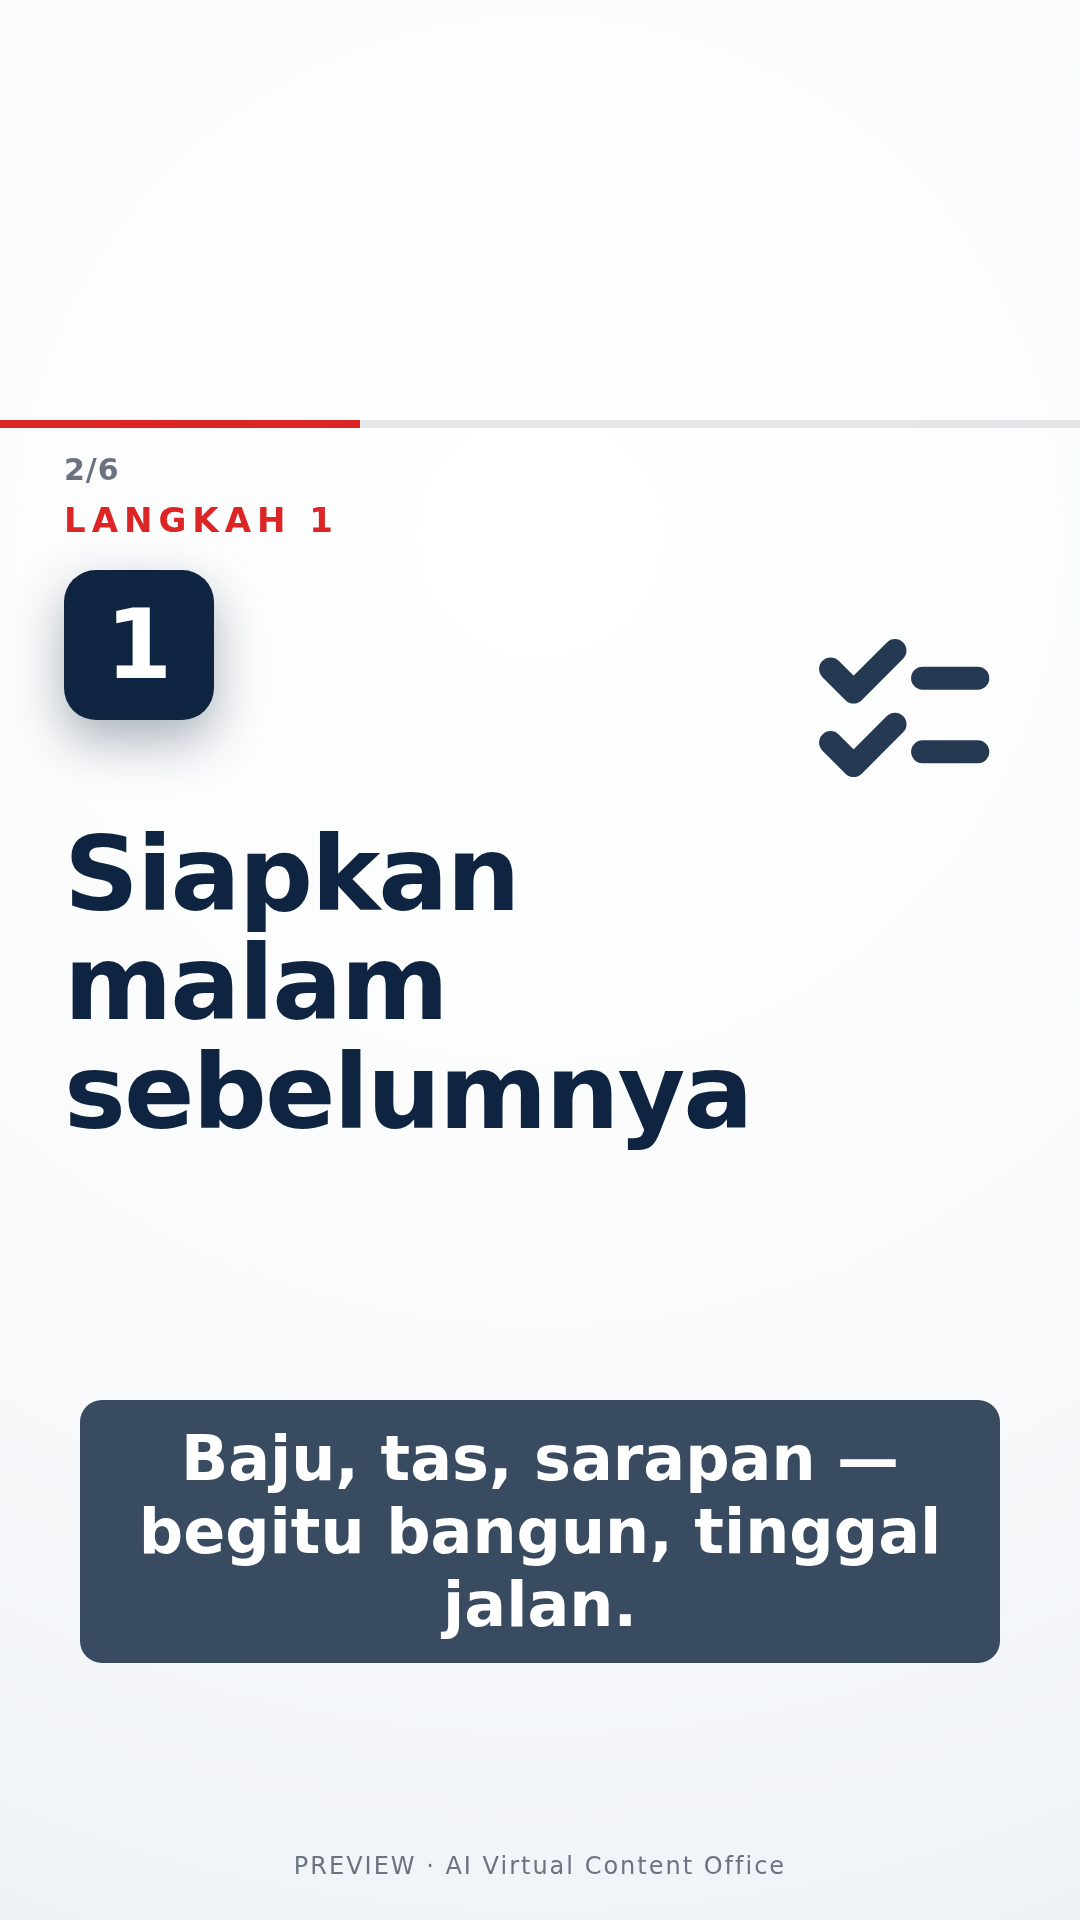 2/6
LANGKAH 1
1
Siapkan
malam
sebelumnya
Baju, tas, sarapan —
begitu bangun, tinggal
jalan.
PREVIEW · AI Virtual Content Office